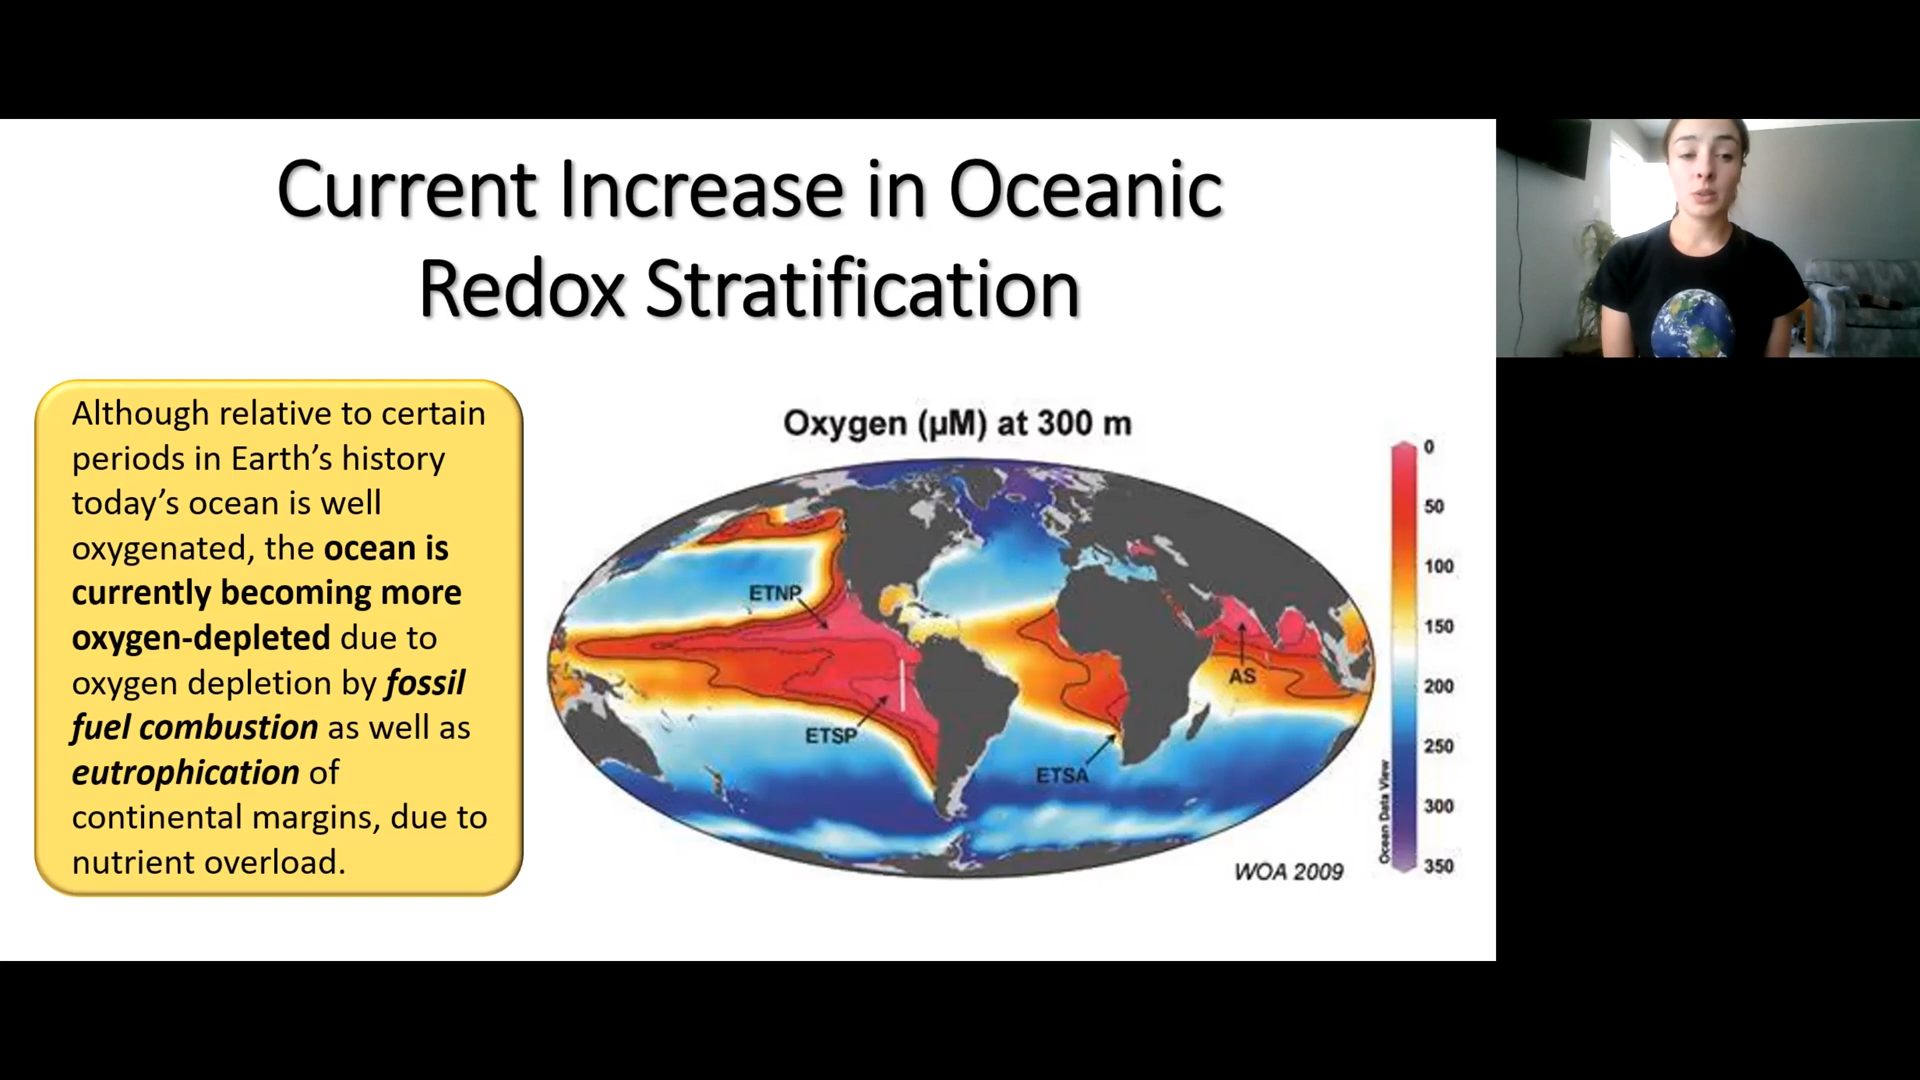 Current Increase in Oceanic
Redox Stratification
Although relative to certain
periods in Earth’s history
today’s ocean is well
oxygenated, the ocean is
currently becoming more
oxygen-depleted due to
oxygen depletion by fossil
fuel combustion as well as
eutrophication of
continental margins, due to
nutrient overload.
Oxygen (µM) at 300 m
ETNP
ETSP
ETSA
AS
WOA 2009
Ocean Data View
0
50
100
150
200
250
300
350